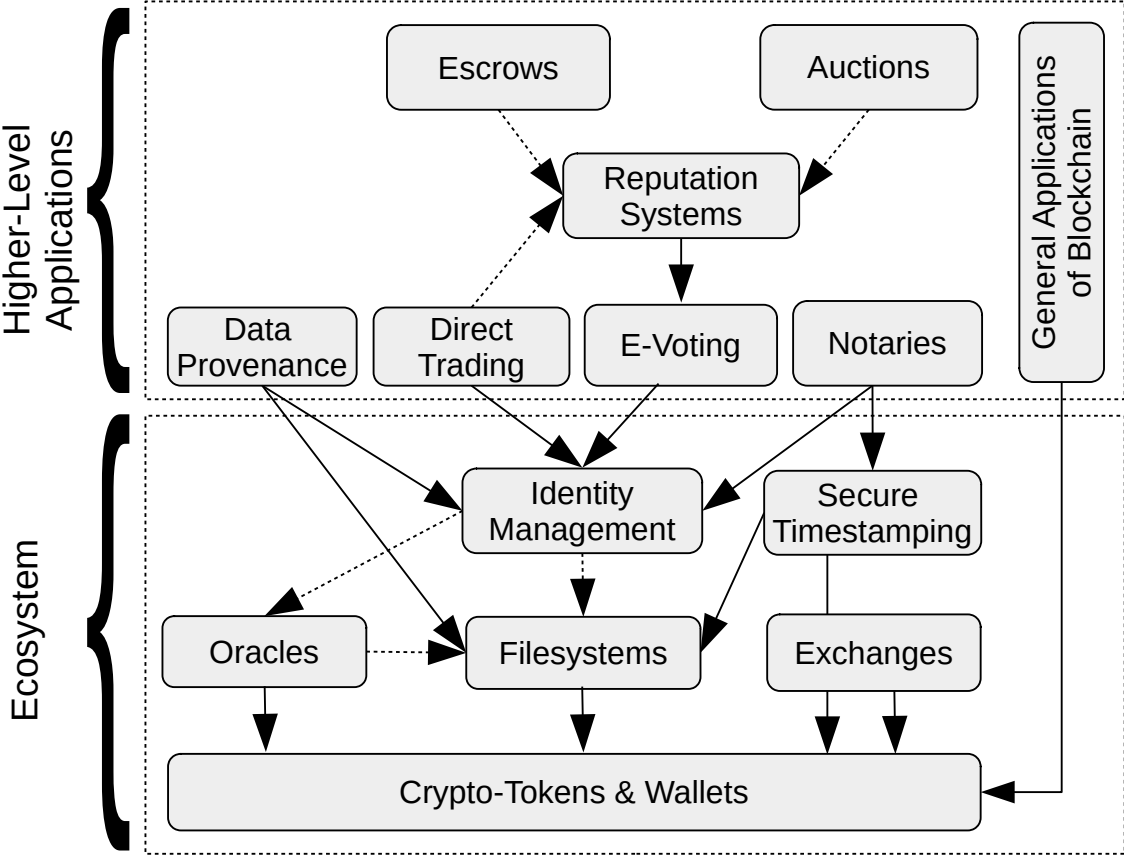 Higher-Level
Applications
Escrows
Auctions
General Applications
of Blockchain
Reputation
Systems
Data
Provenance
Direct
Trading
E-Voting
Notaries
Ecosystem
Identity
Management
Secure
Timestamping
Oracles
Filesystems
Exchanges
Crypto-Tokens & Wallets